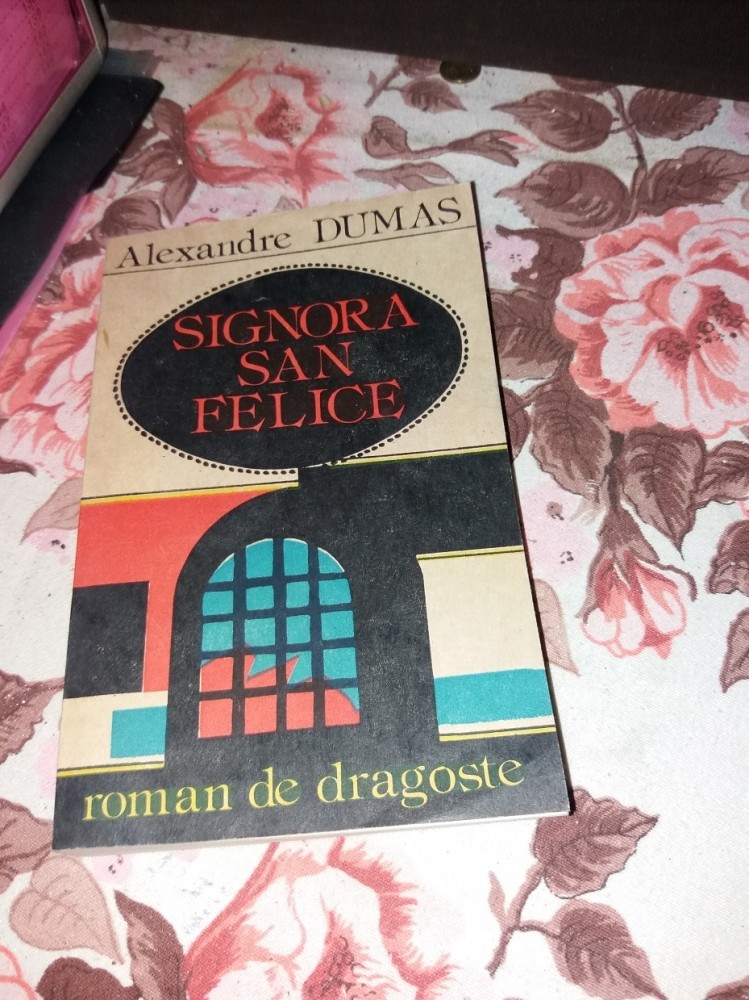 Alexandre DUMAS
SIGNORA
SAN
FELICE
roman de dragoste